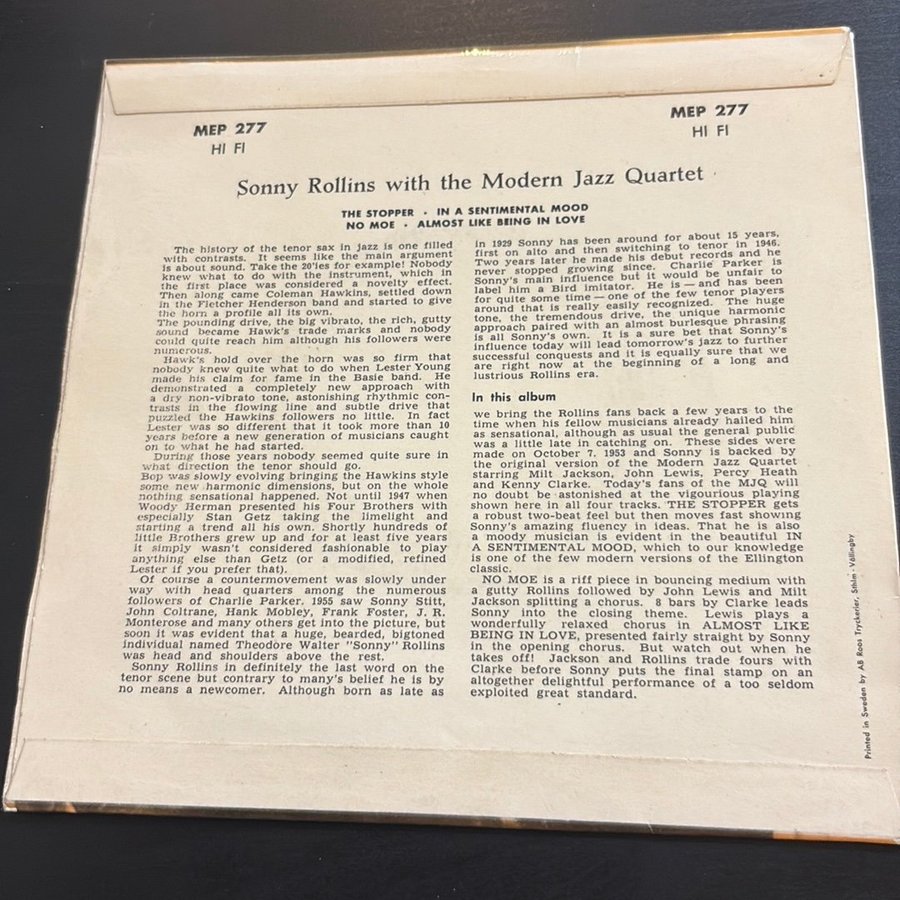 MEP 277
HI FI
MEP 277
HI FI
Sonny Rollins with the Modern Jazz Quartet
THE STOPPER · IN A SENTIMENTAL MOOD
NO MOE · ALMOST LIKE BEING IN LOVE
The history of the tenor sax in jazz is one filled
with contrasts. It seems like the main argument
is about sound. Take the 20'ies for example! Nobody
knew what to do with the instrument, which in
the first place was considered a novelty effect.
Then along came Coleman Hawkins, settled down
in the Fletcher Henderson band and started to give
the horn a profile all its own.
The pounding drive, the big vibrato, the rich, gutty
sound became Hawk's trade marks and nobody
could quite reach him although his followers were
numerous.
Hawk's hold over the horn was so firm that
nobody knew quite what to do when Lester Young
made his claim for fame in the Basie band. He
demonstrated a completely new approach with
a dry non-vibrato tone, astonishing rhythmic con-
trasts in the flowing line and subtle drive that
puzzled the Hawkins followers no little. In fact
Lester was so different that it took more than 10
years before a new generation of musicians caught
on to what he had started.
During those years nobody seemed quite sure in
what direction the tenor should go.
Bop was slowly evolving bringing the Hawkins style
some new harmonic dimensions, but on the whole
nothing sensational happened. Not until 1947 when
Woody Herman presented his Four Brothers with
especially Stan Getz taking the limelight and
starting a trend all his own. Shortly hundreds of
little Brothers grew up and for at least five years
it simply wasn't considered fashionable to play
anything else than Getz (or a modified, refined
Lester if you prefer that).
Of course a countermovement was slowly under
way with head quarters among the numerous
followers of Charlie Parker. 1955 saw Sonny Stitt,
John Coltrane, Hank Mobley, Frank Foster, J. R.
Monterose and many others get into the picture, but
soon it was evident that a huge, bearded, bigtoned
individual named Theodore Walter "Sonny" Rollins
was head and shoulders above the rest.
Sonny Rollins in definitely the last word on the
tenor scene but contrary to many's belief he is by
no means a newcomer. Although born as late as
in 1929 Sonny has been around for about 15 years,
first on alto and then switching to tenor in 1946.
Two years later he made his debut records and he
never stopped growing since. Charlie Parker is
Sonny's main influence but it would be unfair to
label him a Bird imitator. He is — and has been
for quite some time — one of the few tenor players
around that is really easily recognized. The huge
tone, the tremendous drive, the unique harmonic
approach paired with an almost burlesque phrasing
is all Sonny's own. It is a sure bet that Sonny's
influence today will lead tomorrow's jazz to further
successful conquests and it is equally sure that we
are right now at the beginning of a long and
lustrious Rollins era.
In this album
we bring the Rollins fans back a few years to the
time when his fellow musicians already hailed him
as sensational, although as usual the general public
was a little late in catching on. These sides were
made on October 7, 1953 and Sonny is backed by
the original version of the Modern Jazz Quartet
starring Milt Jackson, John Lewis, Percy Heath
and Kenny Clarke. Today's fans of the MJQ will
no doubt be astonished at the vigourious playing
shown here in all four tracks. THE STOPPER gets
a robust two-beat feel but then moves fast showing
Sonny's amazing fluency in ideas. That he is also
a moody musician is evident in the beautiful IN
A SENTIMENTAL MOOD, which to our knowledge
is one of the few modern versions of the Ellington
classic.
NO MOE is a riff piece in bouncing medium with
a gutty Rollins followed by John Lewis and Milt
Jackson splitting a chorus. 8 bars by Clarke leads
Sonny into the closing theme. Lewis plays a
wonderfully relaxed chorus in ALMOST LIKE
BEING IN LOVE, presented fairly straight by Sonny
in the opening chorus. But watch out when he
takes off! Jackson and Rollins trade fours with
Clarke before Sonny puts the final stamp on an
altogether delightful performance of a too seldom
exploited great standard.
Printed in Sweden by AB Roos Tryckerier, Sthlm - Vällingby